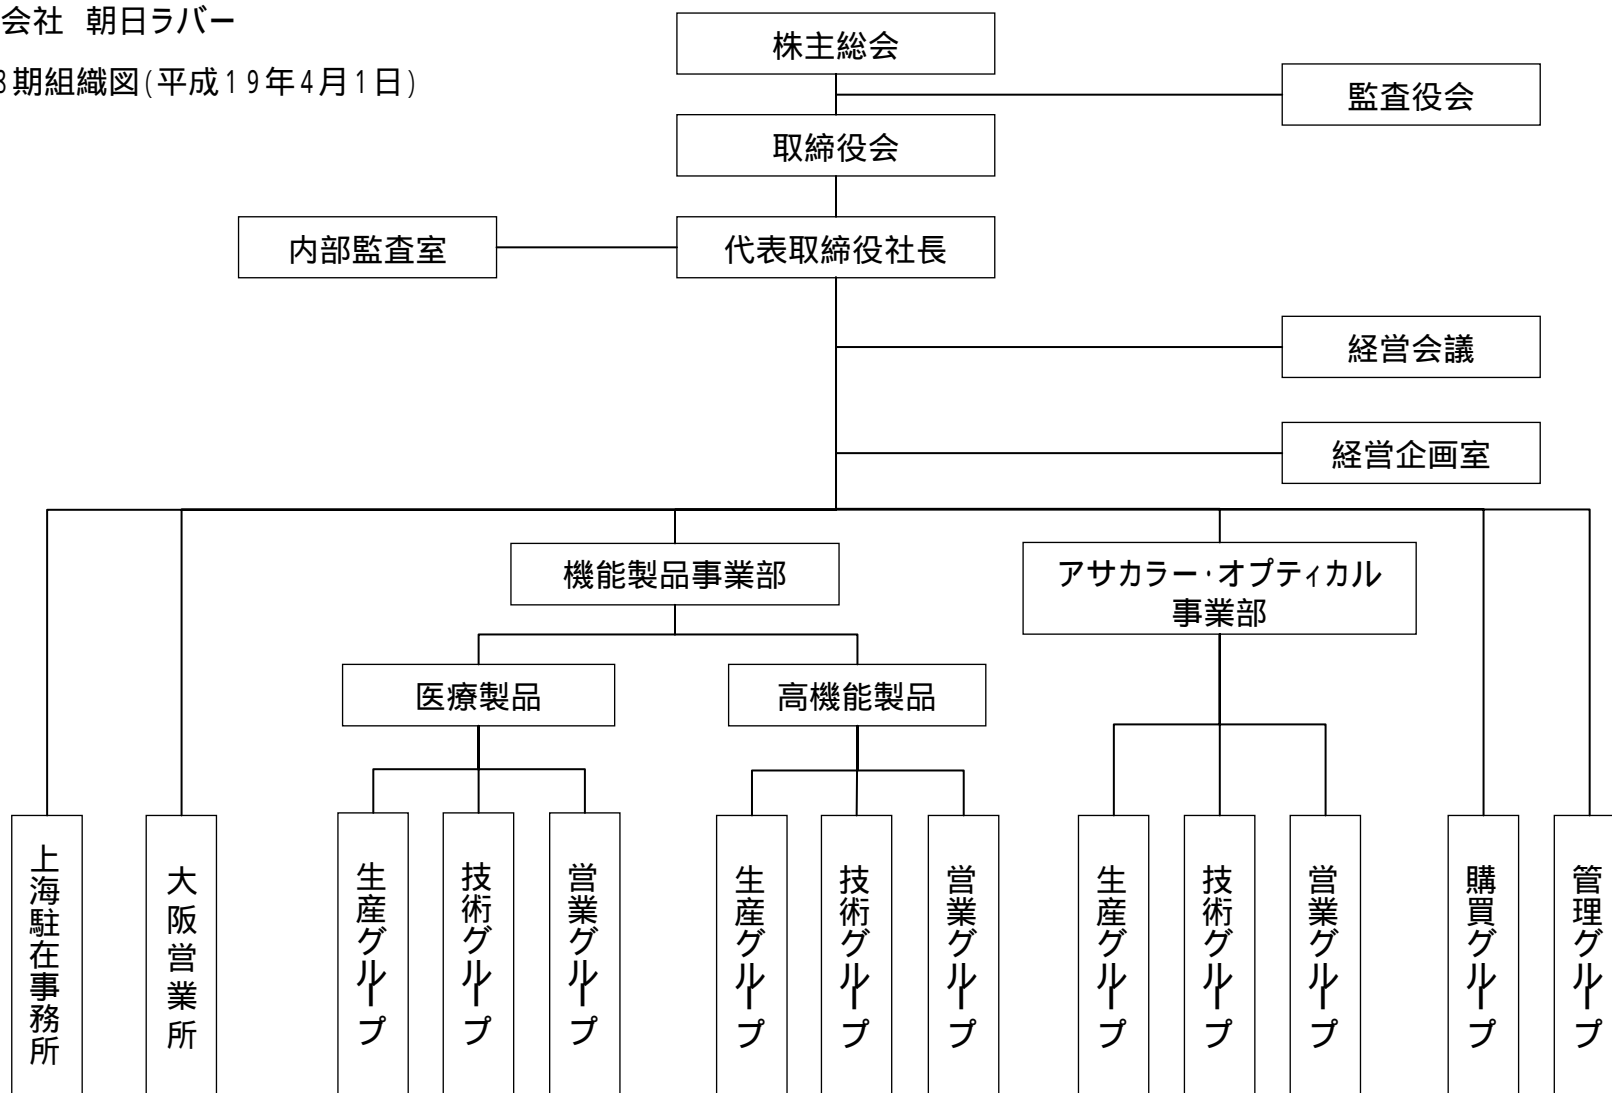 会社 朝日ラバー
期組織図(平成19年4月1日)
株主総会
監査役会
取締役会
内部監査室
代表取締役社長
経営会議
経営企画室
機能製品事業部
アサカラー・オプティカル
事業部
医療製品
高機能製品
上海駐在事務所
大阪営業所
生産グループ
技術グループ
営業グループ
生産グループ
技術グループ
営業グループ
生産グループ
技術グループ
営業グループ
購買グループ
管理グループ